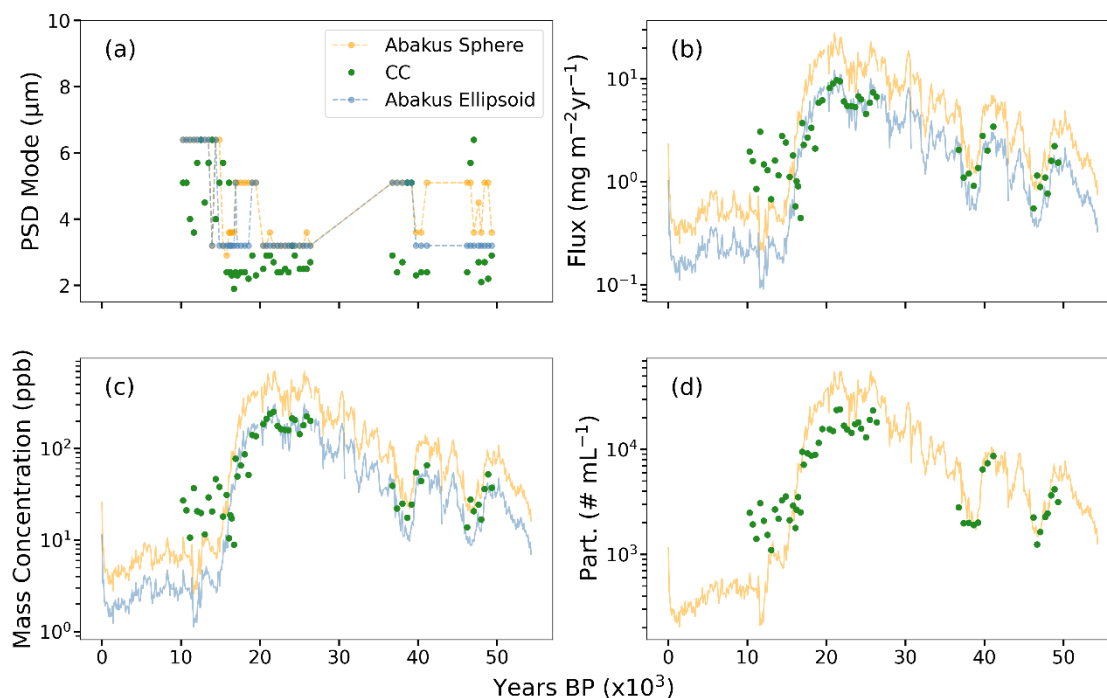 (a)
Abakus Sphere
CC
Abakus Ellipsoid
PSD Mode (µm)
10
8
6
4
2
(b)
Flux (mg m⁻²yr⁻¹)
10¹
10⁰
10⁻¹
(c)
Mass Concentration (ppb)
10²
10¹
10⁰
0
10
20
30
40
50
(d)
Part. (# mL⁻¹)
10⁴
10³
0
10
20
30
40
50
Years BP (x10³)